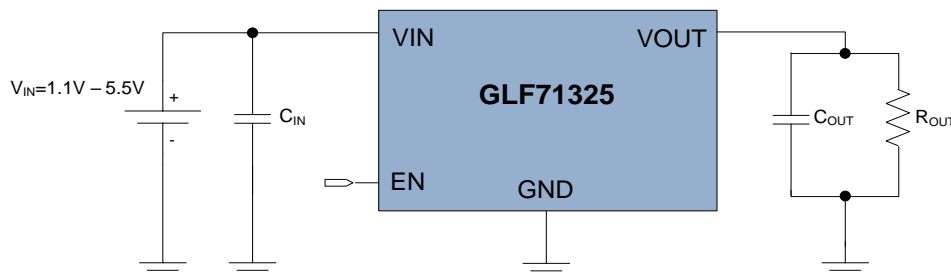 VIN
VOUT
GLF71325
VIN=1.1V – 5.5V
+
-
CIN
COUT
ROUT
EN
GND